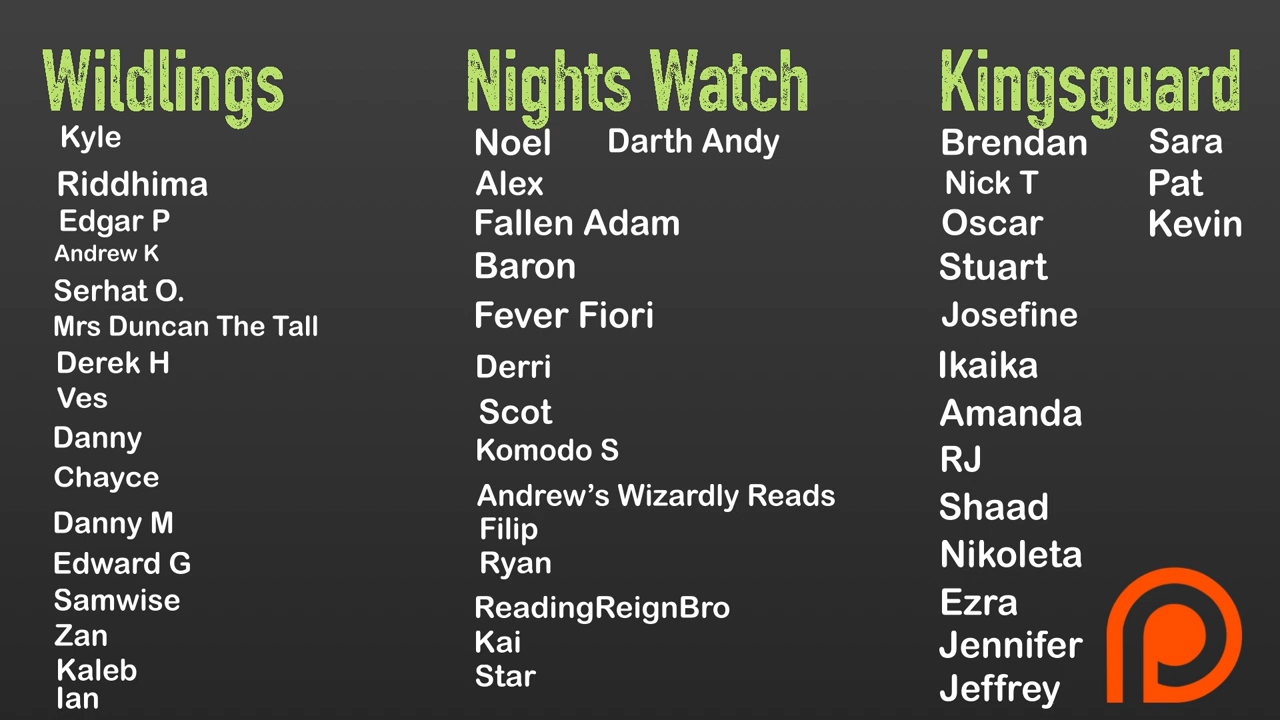 Wildlings
Kyle
Riddhima
Edgar P
Andrew K
Serhat O.
Mrs Duncan The Tall
Derek H
Ves
Danny
Chayce
Danny M
Edward G
Samwise
Zan
Kaleb
Ian
Nights Watch
Noel Darth Andy
Alex
Fallen Adam
Baron
Fever Fiori
Derri
Scot
Komodo S
Andrew’s Wizardly Reads
Filip
Ryan
ReadingReignBro
Kai
Star
Kingsguard
Brendan Sara
Nick T Pat
Oscar Kevin
Stuart
Josefine
Ikaika
Amanda
RJ
Shaad
Nikoleta
Ezra
Jennifer
Jeffrey